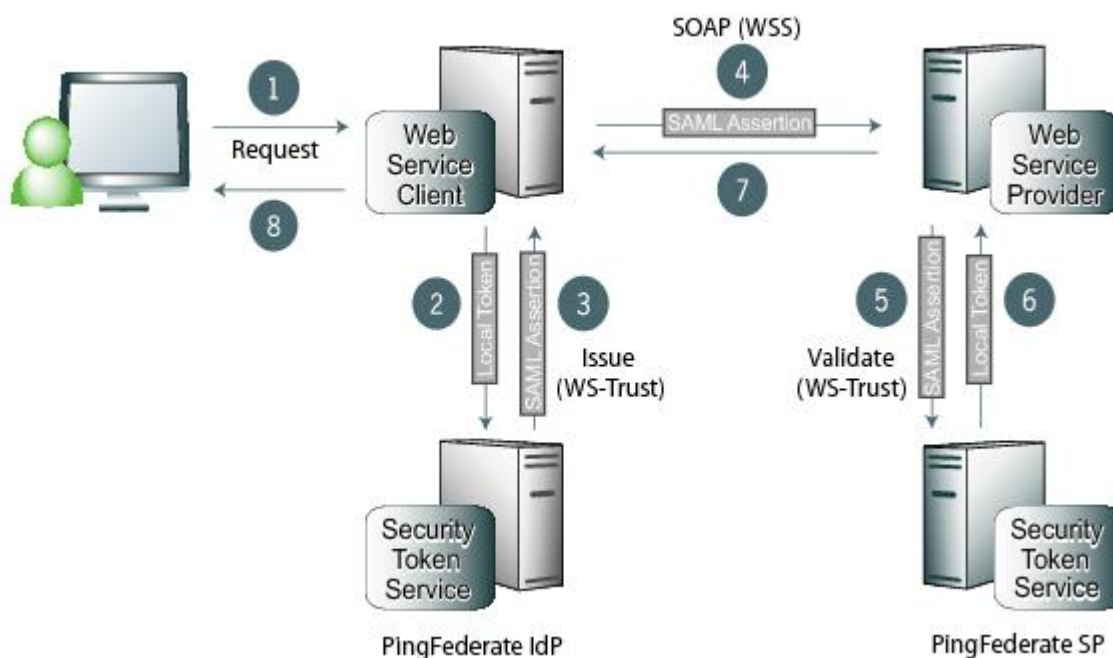 SOAP (WSS)
1
4
SAML Assertion
Request
Web
Service
Client
Web
Service
Provider
7
8
2
Local Token
SAML Assertion
3
Issue
(WS-Trust)
5
Validate
(WS-Trust)
SAML Assertion
Local Token
6
Security
Token
Service
Security
Token
Service
PingFederate IdP
PingFederate SP